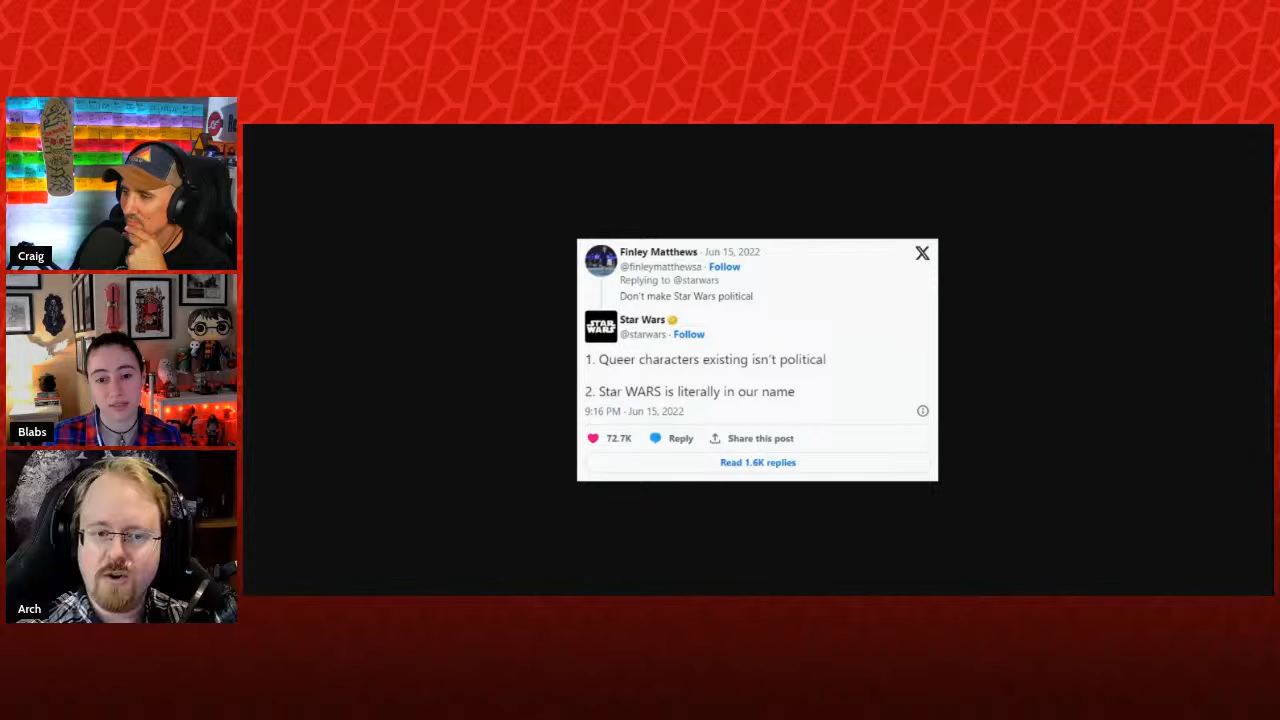 Craig
Blabs
Arch
Finley Matthews · Jun 15, 2022
@finleymatthewsa · Follow
Replying to @starwars
Don't make Star Wars political
STAR WARS
Star Wars
@starwars · Follow
1. Queer characters existing isn't political
2. Star WARS is literally in our name
9:16 PM · Jun 15, 2022
72.7K Reply Share this post
Read 1.6K replies